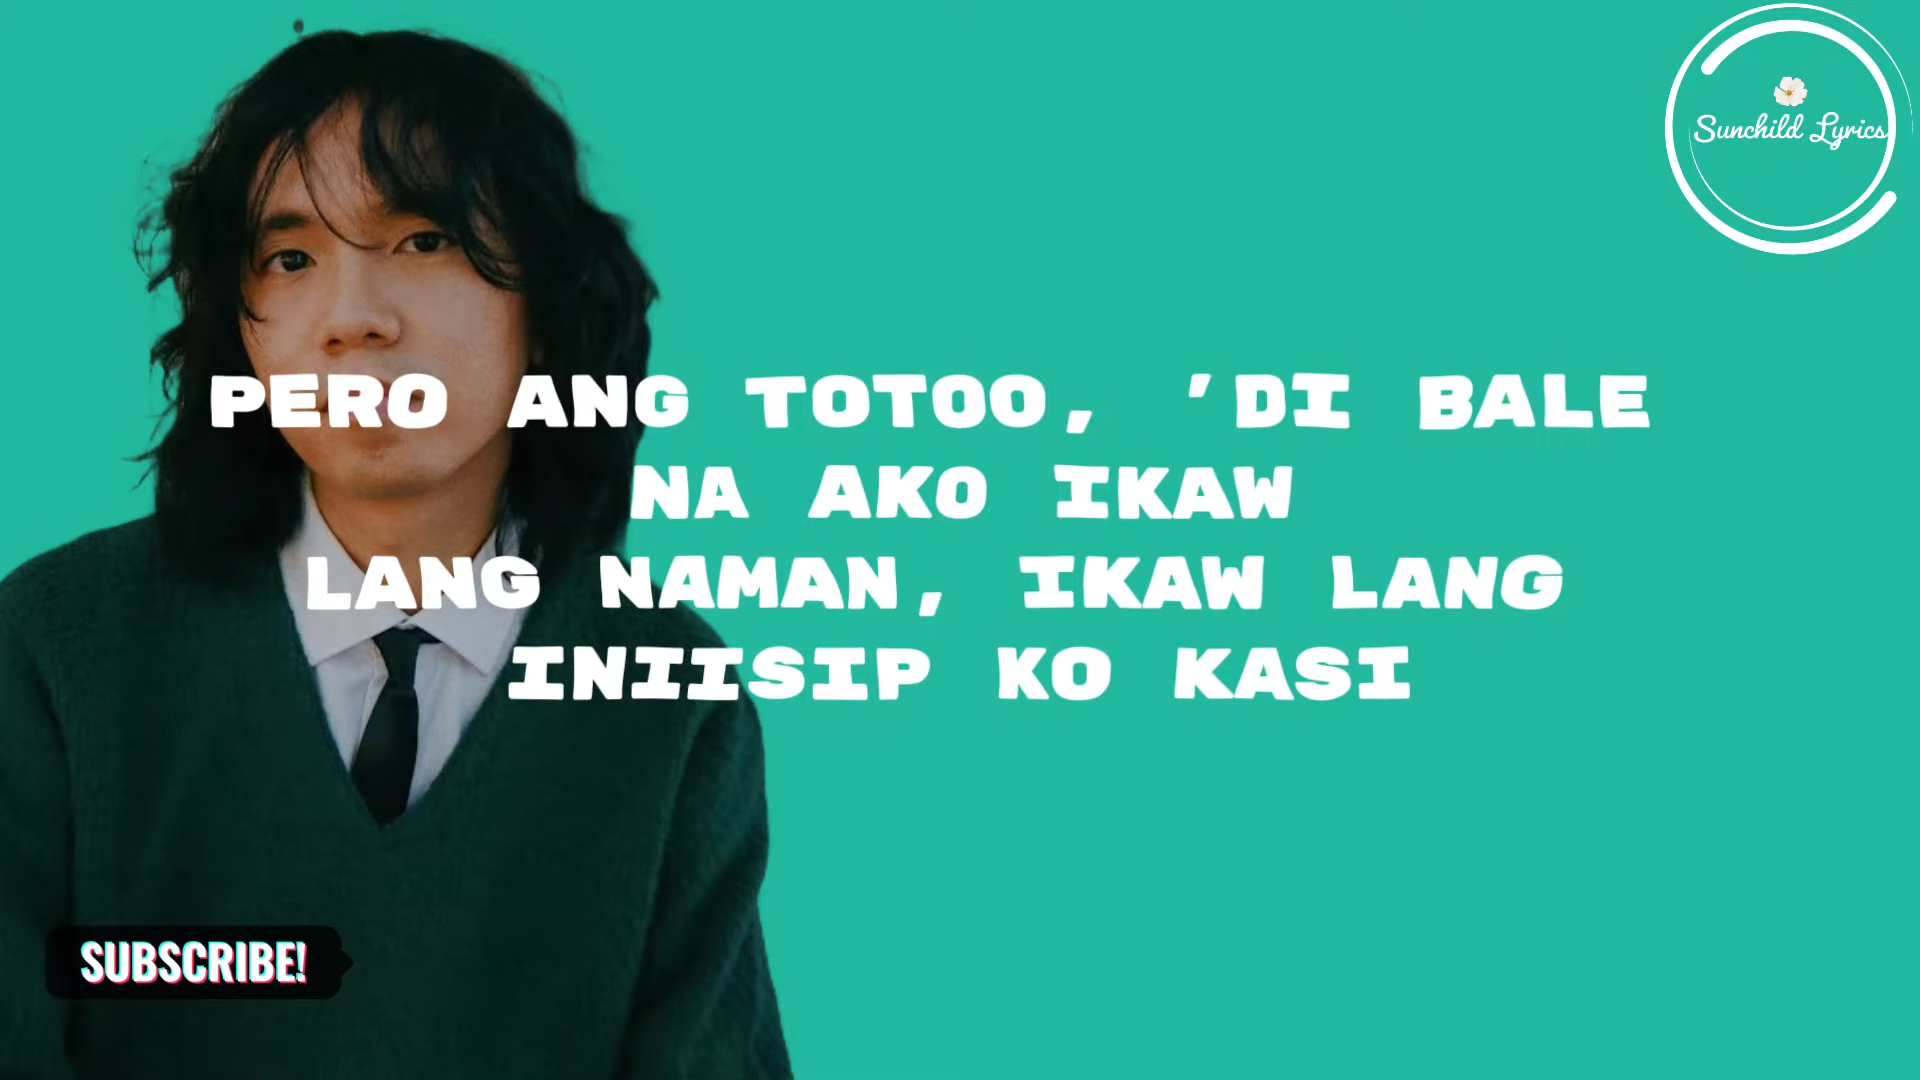 Sunchild Lyrics
PERO ANG TOTOO, 'DI BALE
NA AKO IKAW
LANG NAMAN, IKAW LANG
INIISIP KO KASI
SUBSCRIBE!